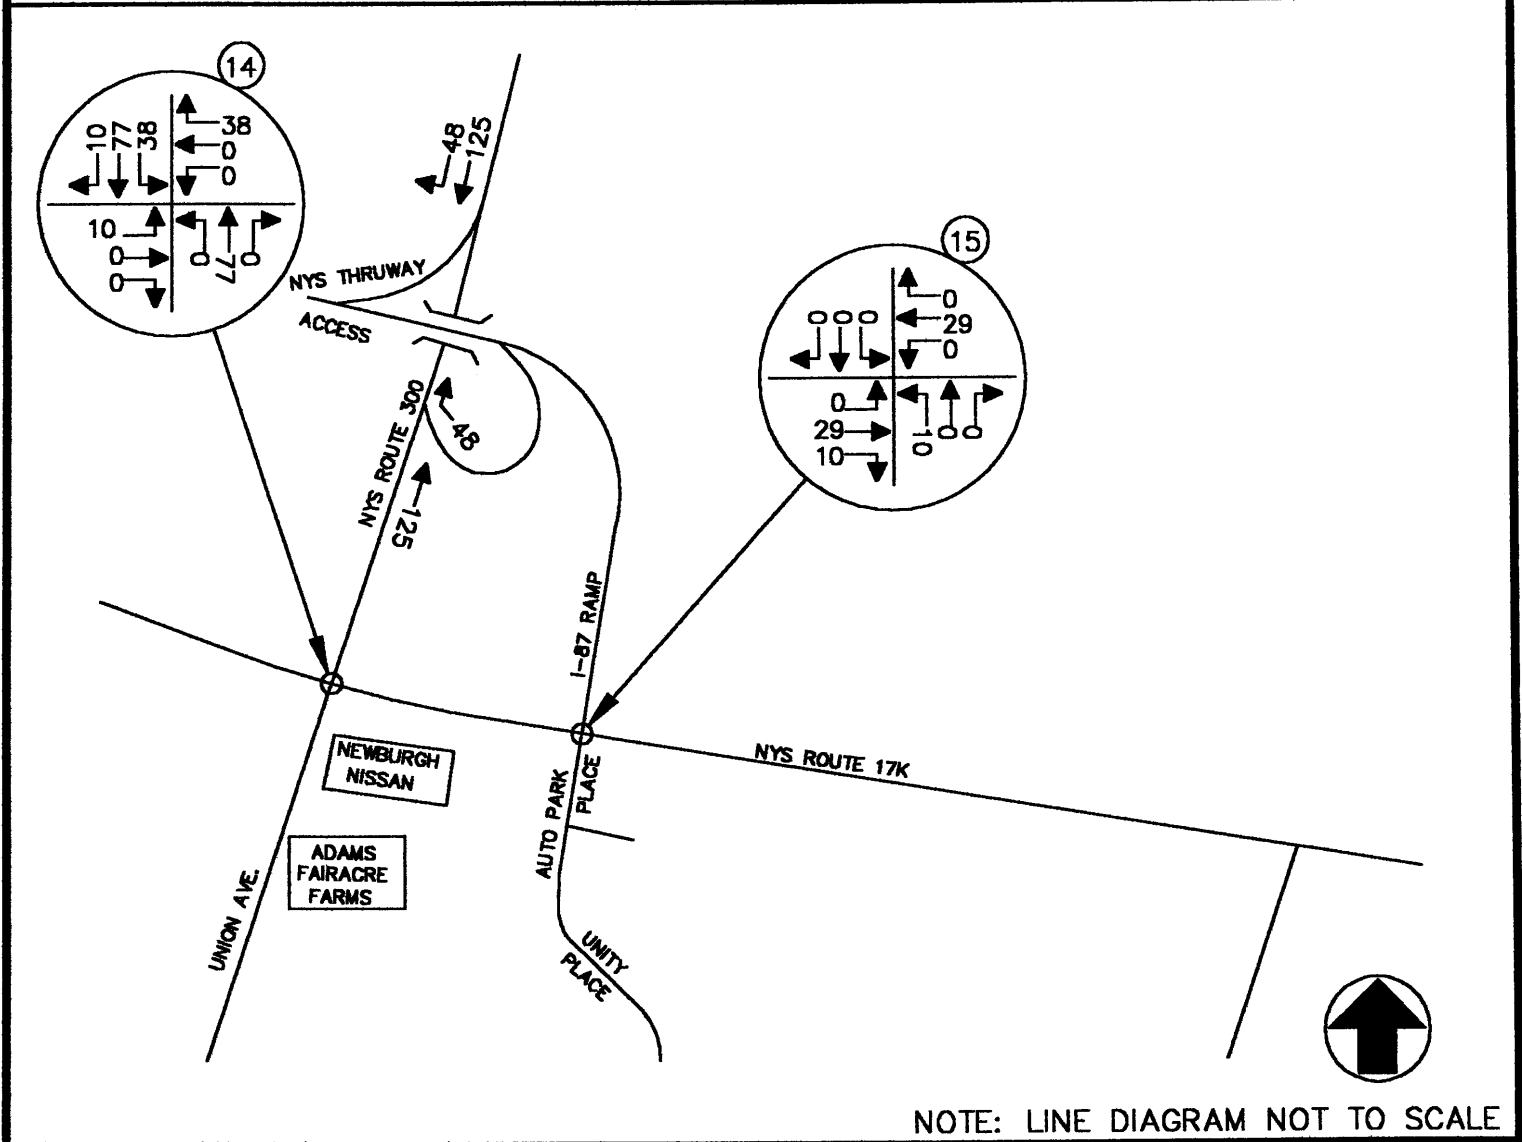 14
10
77
38
38
0
0
10
0
0
0
77
0
48
125
NYS THRUWAY
ACCESS
NYS ROUTE 300
48
125
15
0
0
0
0
29
0
0
29
10
10
0
0
I-87 RAMP
NYS ROUTE 17K
NEWBURGH
NISSAN
AUTO PARK
PLACE
ADAMS
FAIRACRE
FARMS
UNION AVE.
UNITY
PLACE
NOTE: LINE DIAGRAM NOT TO SCALE